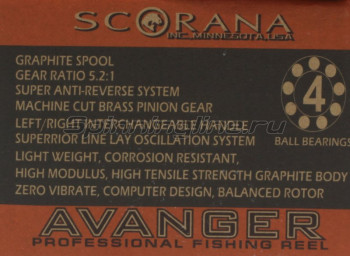 SCORANA
INC. MINNESOTA, USA
GRAPHITE SPOOL
GEAR RATIO 5.2:1
SUPER ANTI-REVERSE SYSTEM
MACHINE CUT BRASS PINION GEAR
LEFT/RIGHT INTERCHANGEABLE HANDLE
SUPERRIOR LINE LAY OSCILLATION SYSTEM
LIGHT WEIGHT, CORROSION RESISTANT,
HIGH MODULUS, HIGH TENSILE STRENGTH GRAPHITE BODY
ZERO VIBRATE, COMPUTER DESIGN, BALANCED ROTOR
4
BALL BEARINGS
AVANGER
PROFESSIONAL FISHING REEL